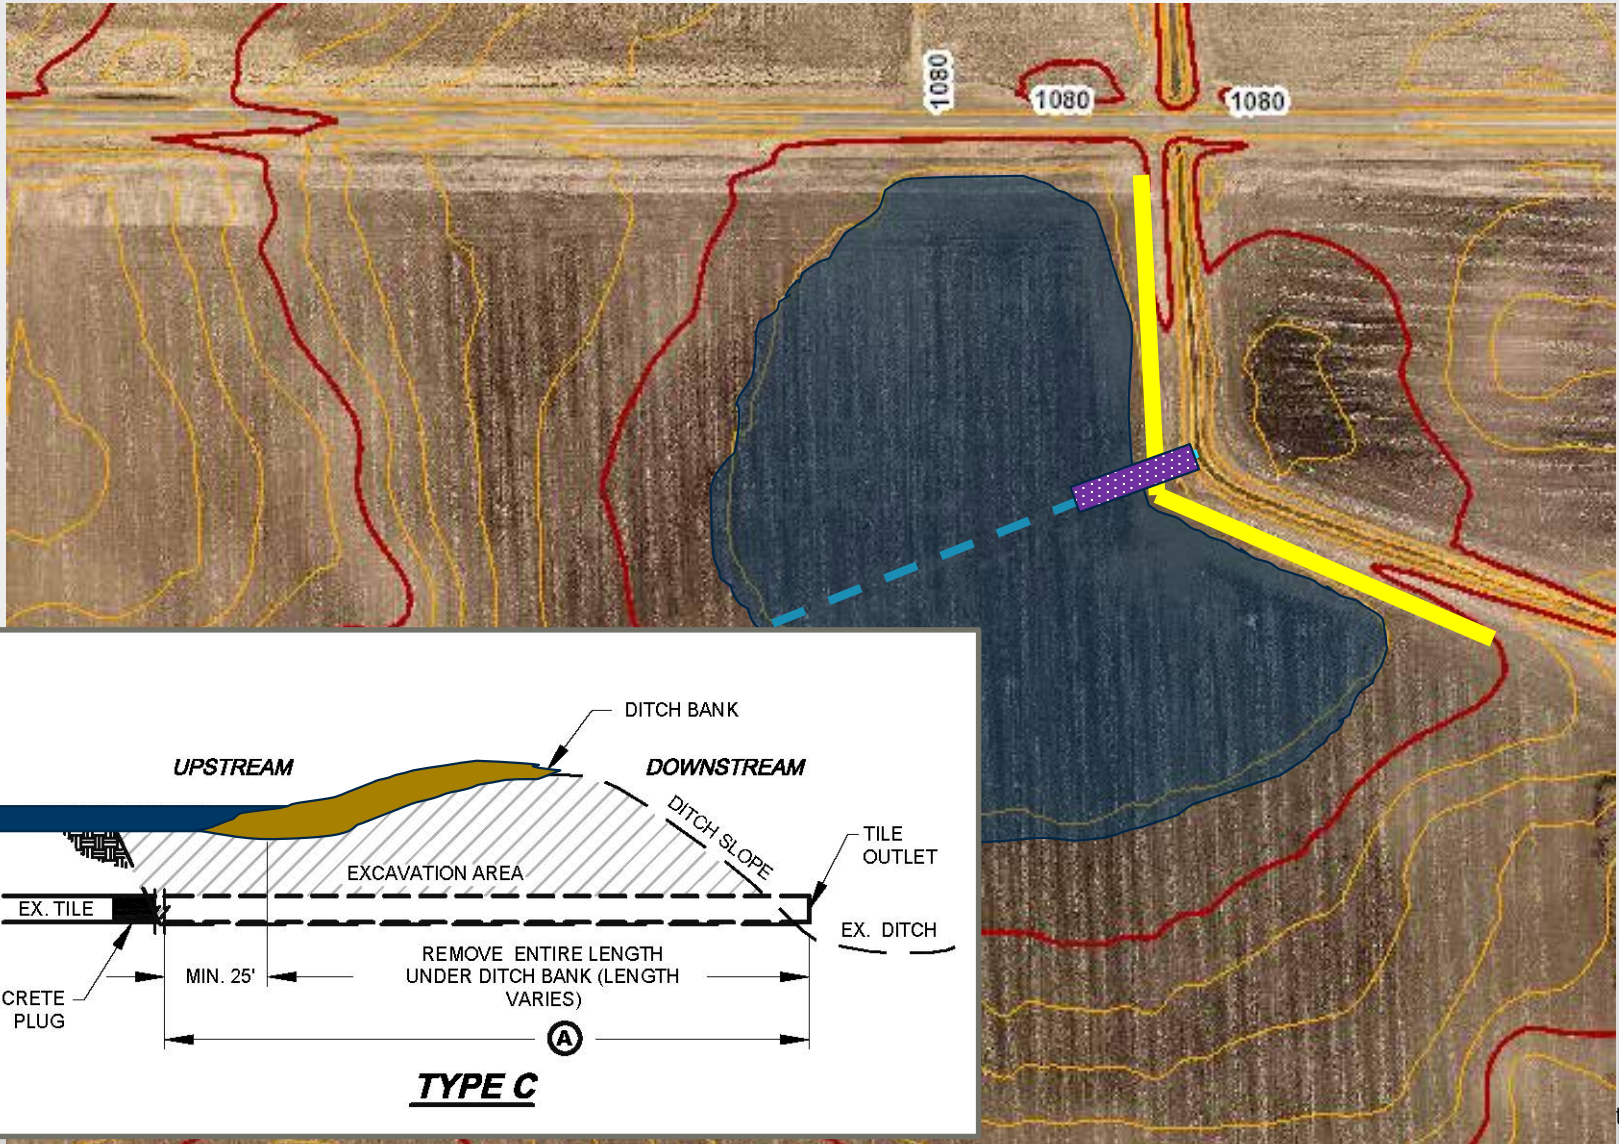 1080
1080
1080
DITCH BANK
UPSTREAM
DOWNSTREAM
DITCH SLOPE
TILE
OUTLET
EXCAVATION AREA
EX. TILE
EX. DITCH
REMOVE ENTIRE LENGTH
MIN. 25'
UNDER DITCH BANK (LENGTH
VARIES)
CRETE
PLUG
A
TYPE C